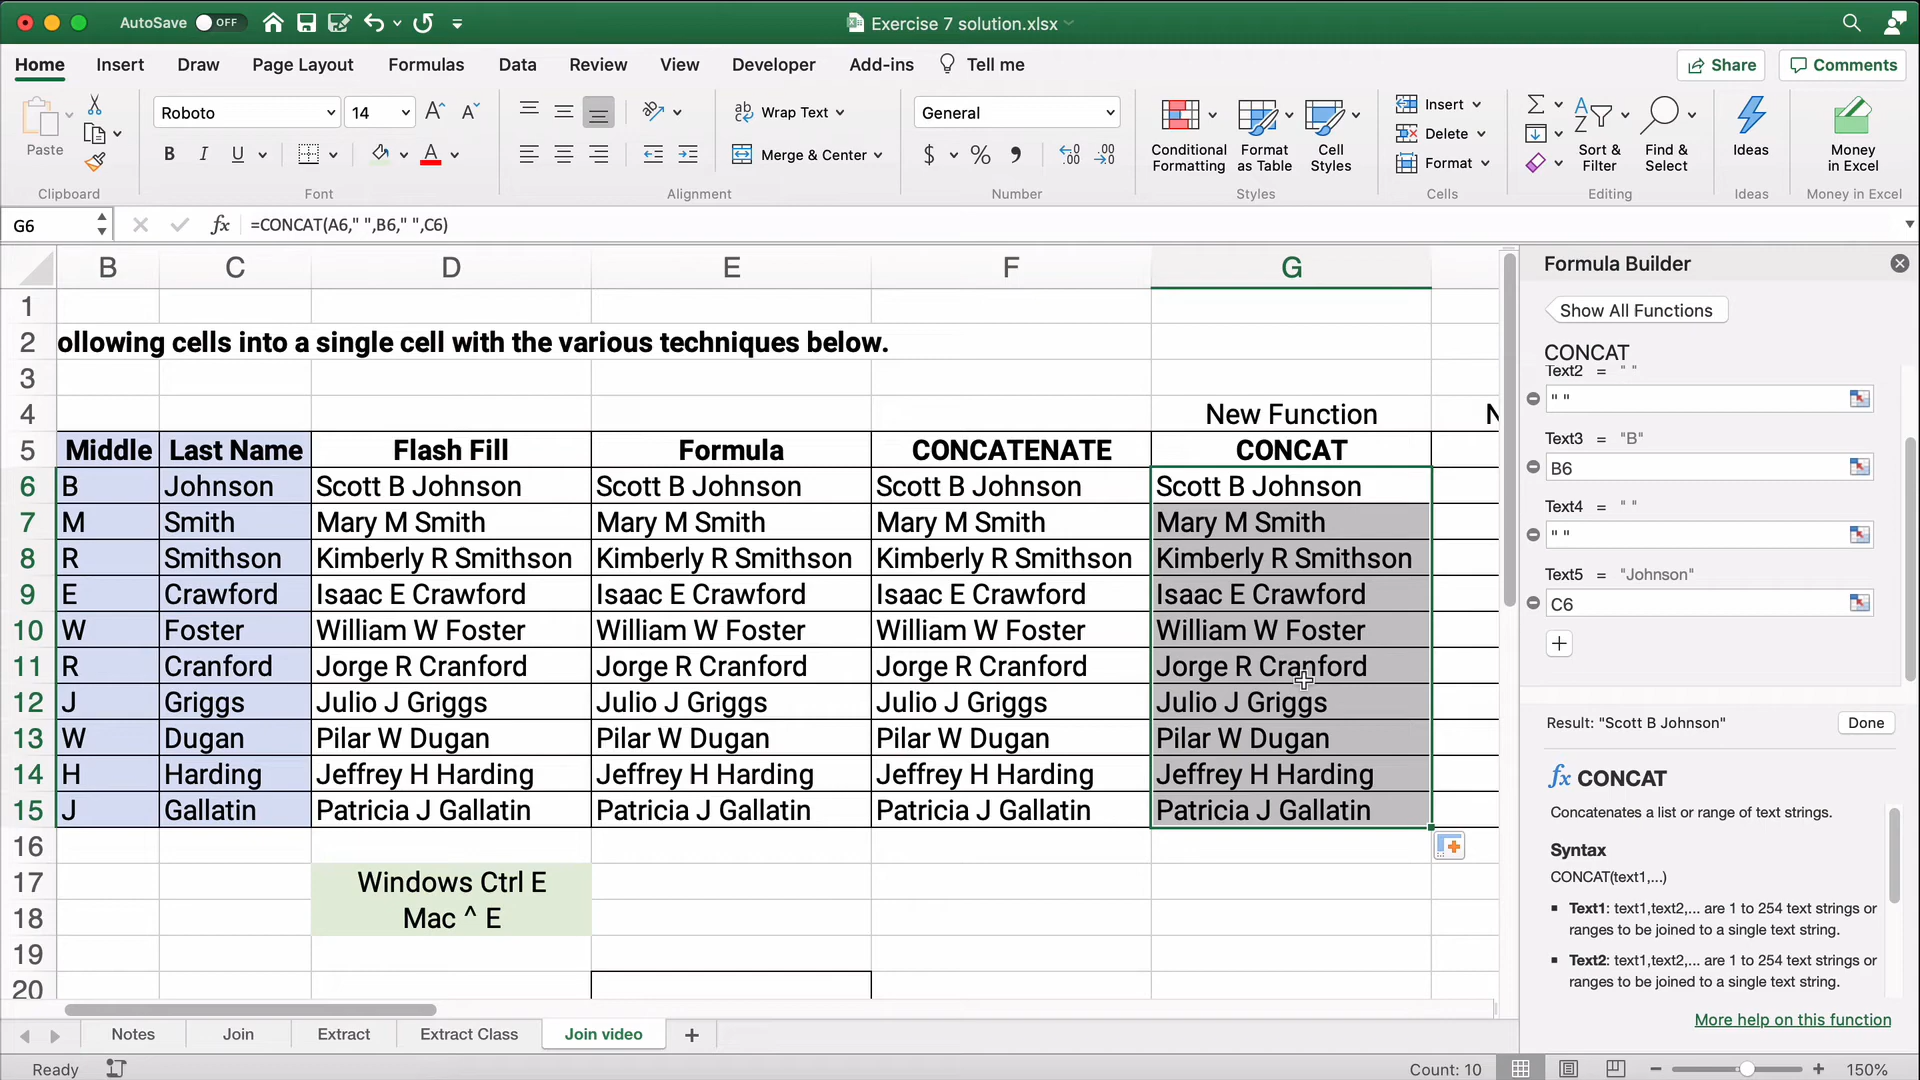 AutoSave OFF
Exercise 7 solution.xlsx
Home Insert Draw Page Layout Formulas Data Review View Developer Add-ins Tell me Share Comments
Paste
Clipboard
Roboto 14
B I U
Font
Wrap Text
Merge & Center
Alignment
General
$ % ,
Number
Conditional Formatting
Format as Table
Cell Styles
Styles
Insert
Delete
Format
Cells
Sort & Filter
Find & Select
Editing
Ideas
Ideas
Money in Excel
Money in Excel
G6 fx =CONCAT(A6," ",B6," ",C6)
B C D E F G
1
2 ollowing cells into a single cell with the various techniques below.
3
4 New Function N
5 Middle Last Name Flash Fill Formula CONCATENATE CONCAT
6 B Johnson Scott B Johnson Scott B Johnson Scott B Johnson Scott B Johnson
7 M Smith Mary M Smith Mary M Smith Mary M Smith Mary M Smith
8 R Smithson Kimberly R Smithson Kimberly R Smithson Kimberly R Smithson Kimberly R Smithson
9 E Crawford Isaac E Crawford Isaac E Crawford Isaac E Crawford Isaac E Crawford
10 W Foster William W Foster William W Foster William W Foster William W Foster
11 R Cranford Jorge R Cranford Jorge R Cranford Jorge R Cranford Jorge R Cranford
12 J Griggs Julio J Griggs Julio J Griggs Julio J Griggs Julio J Griggs
13 W Dugan Pilar W Dugan Pilar W Dugan Pilar W Dugan Pilar W Dugan
14 H Harding Jeffrey H Harding Jeffrey H Harding Jeffrey H Harding Jeffrey H Harding
15 J Gallatin Patricia J Gallatin Patricia J Gallatin Patricia J Gallatin Patricia J Gallatin
16
17 Windows Ctrl E
18 Mac ^ E
19
20
Formula Builder
Show All Functions
CONCAT
Text2 = " "
" "
Text3 = "B"
B6
Text4 = " "
" "
Text5 = "Johnson"
C6
Result: "Scott B Johnson" Done
fx CONCAT
Concatenates a list or range of text strings.
Syntax
CONCAT(text1,...)
▪ Text1: text1,text2,... are 1 to 254 text strings or
ranges to be joined to a single text string.
▪ Text2: text1,text2,... are 1 to 254 text strings or
ranges to be joined to a single text string.
More help on this function
Notes Join Extract Extract Class Join video +
Ready Count: 10 150%